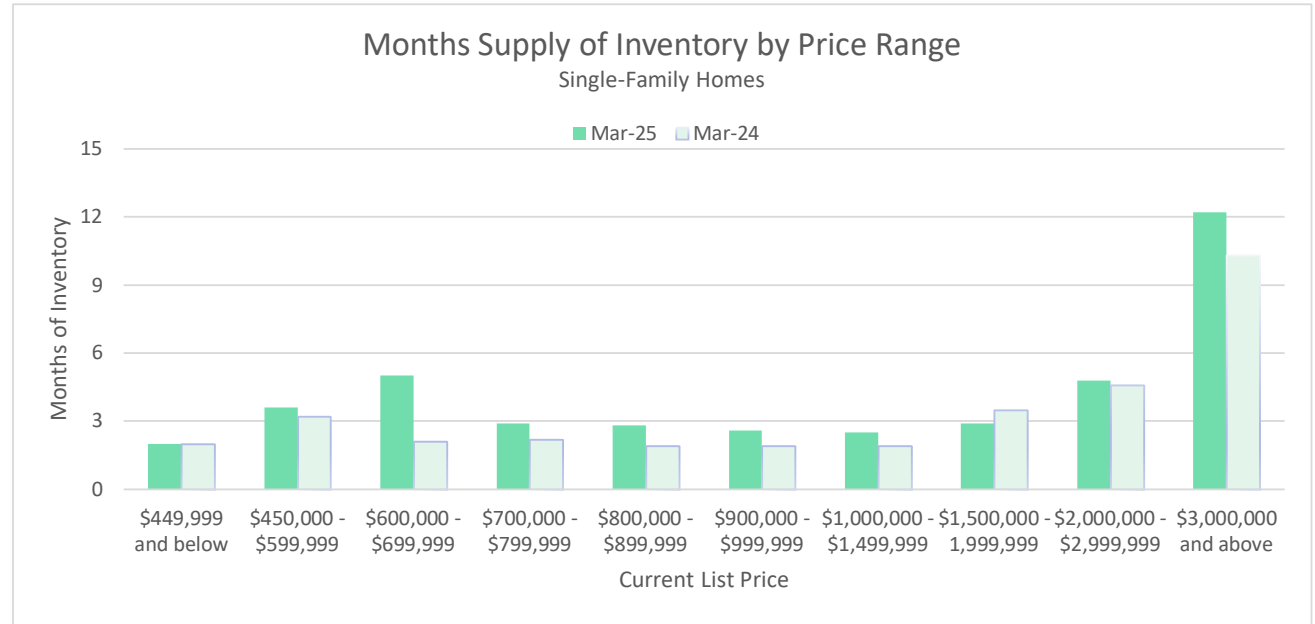 Months Supply of Inventory by Price Range
Single-Family Homes
Mar-25 Mar-24
15
12
9
6
3
0
Months of Inventory
$449,999 and below
$450,000 - $599,999
$600,000 - $699,999
$700,000 - $799,999
$800,000 - $899,999
$900,000 - $999,999
$1,000,000 - $1,499,999
$1,500,000 - 1,999,999
$2,000,000 - $2,999,999
$3,000,000 and above
Current List Price